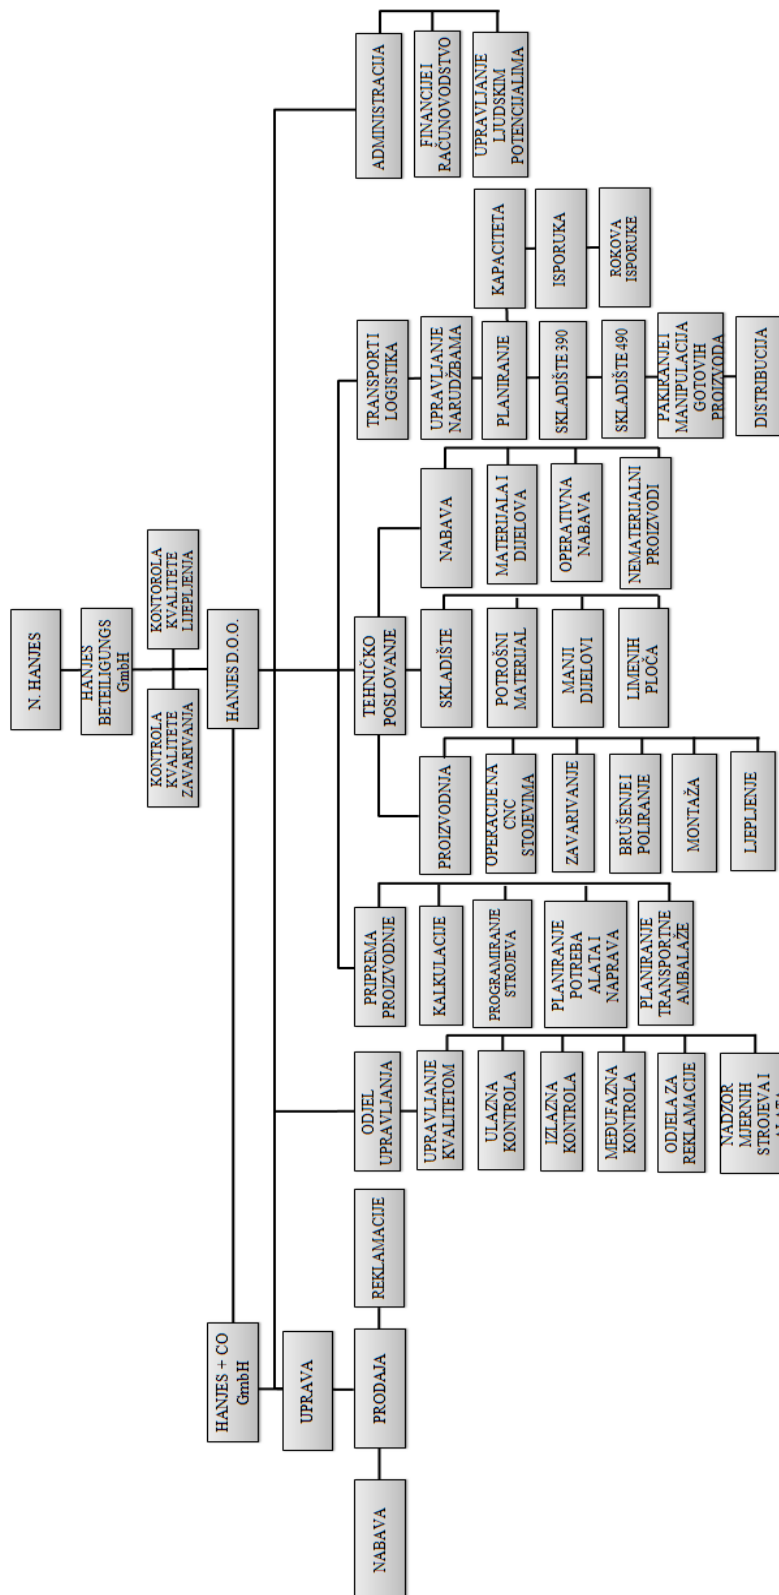 N. HANJES
HANJES
BETEILIGUNGS
GmbH
KONTROLA
KVALITETE
ZAVARIVANJA
KONTOROLA
KVALITETE
LIJEPLJENJA
HANJES + CO
GmbH
HANJES D.O.O.
UPRAVA
NABAVA
PRODAJA
REKLAMACIJE
ODJEL
UPRAVLJANJA
UPRAVLJANJE
KVALITETOM
ULAZNA
KONTROLA
IZLAZNA
KONTROLA
MEĐUFAZNA
KONTROLA
ODJELA ZA
REKLAMACIJE
NADZOR
MJERNIH
STROJEVA I
ALATA
PRIPREMA
PROIZVODNJE
KALKULACIJE
PROGRAMIRANJE
STROJEVA
PLANIRANJE
POTREBA
ALATA I
NAPRAVA
PLANIRANJE
TRANSPORTNE
AMBALAŽE
TEHNIČKO
POSLOVANJE
PROIZVODNJA
OPERACIJE NA
CNC
STOJEVIMA
ZAVARIVANJE
BRUŠENJE I
POLIRANJE
MONTAŽA
LJEPLJENJE
SKLADIŠTE
POTROŠNI
MATERIJAL
MANJI
DIJELOVI
LIMENIH
PLOČA
NABAVA
MATERIJALA I
DIJELOVA
OPERATIVNA
NABAVA
NEMATERIJALNI
PROIZVODI
TRANSPORT I
LOGISTIKA
UPRAVLJANJE
NARUDŽBAMA
PLANIRANJE
KAPACITETA
ISPORUKA
ROKOVA
ISPORUKE
SKLADIŠTE 390
SKLADIŠTE 490
PAKIRANJE I
MANIPULACIJA
GOTOVIH
PROIZVODA
DISTRIBUCIJA
ADMINISTRACIJA
FINANCIJE I
RAČUNOVODSTVO
UPRAVLJANJE
LJUDSKIM
POTENCIJALIMA